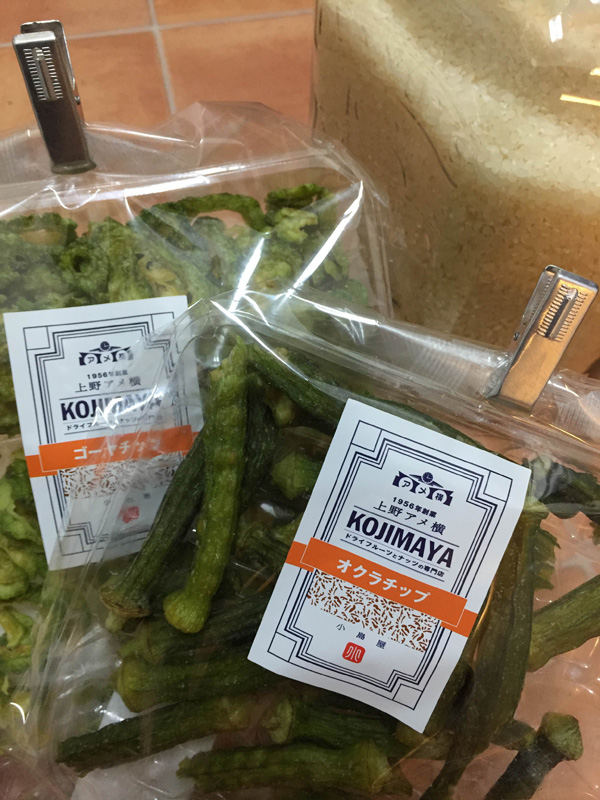 アメ横
1956年創業
上野アメ横
KOJIMAYA
ドライフルーツとナッツの専門店
ゴーヤチップ
小島屋
アメ横
1956年創業
上野アメ横
KOJIMAYA
ドライフルーツとナッツの専門店
オクラチップ
小島屋